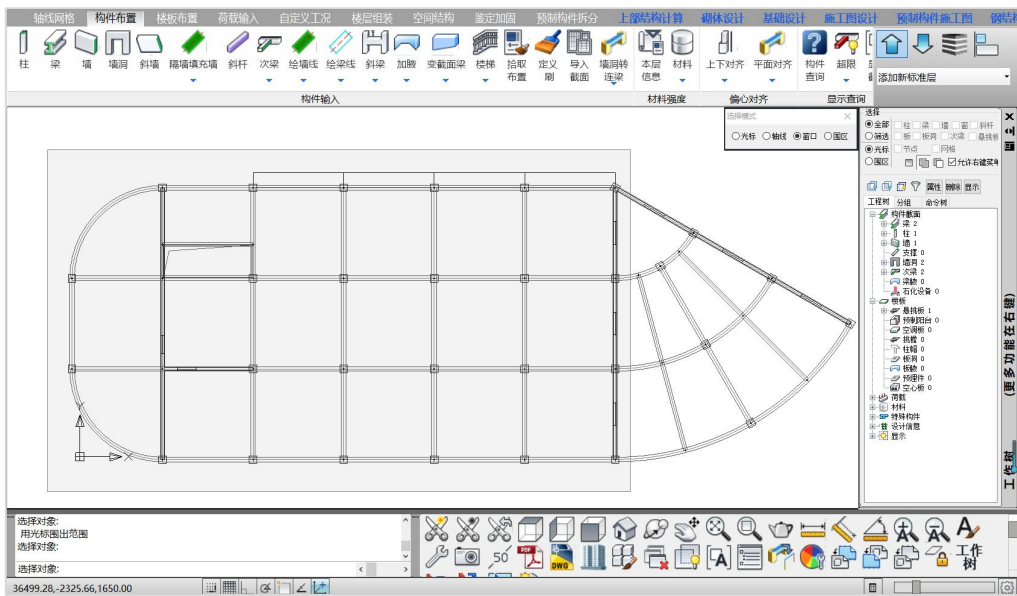 轴线网格 构件布置 楼板布置 荷载输入 自定义工况 楼层组装 空间结构 鉴定加固 预制构件拆分 上部结构计算 砌体设计 基础设计 施工图设计 预制构件施工图 钢结构
柱 梁 墙 墙洞 斜墙 隔墙填充墙 斜杆 次梁 绘墙线 绘梁线 斜梁 加腋 变截面梁 楼梯 拾取布置 定义刷 导入截面 墙洞转连梁 本层信息 材料 上下对齐 平面对齐 构件查询 超限
添加新标准层
构件输入 材料强度 偏心对齐 显示查询
选择模式 ×
光标 轴线 窗口 围区
选择
全部 柱 梁 墙 窗 斜杆
筛选 板 板洞 次梁 悬挑板
光标 节点 网格
围区 允许右键菜单
属性 删除 显示
工程树 分组 命令树
构件截面
梁 2
柱 1
墙 1
支撑 0
墙洞 2
次梁 2
梁腋 0
石化设备 0
楼板
悬挑板 1
预制阳台 0
空调板 0
挑檐 0
柱帽 0
板洞 0
板腋 0
预埋件 0
空心板 0
荷载
材料
SP 特殊构件
设计信息
显示
工作树 (更多功能在右键)
Y
X
选择对象:
用光标围出范围
选择对象:
选择对象:
50
PDF
DWG
A
工作树
36499.28,-2325.66,1650.00